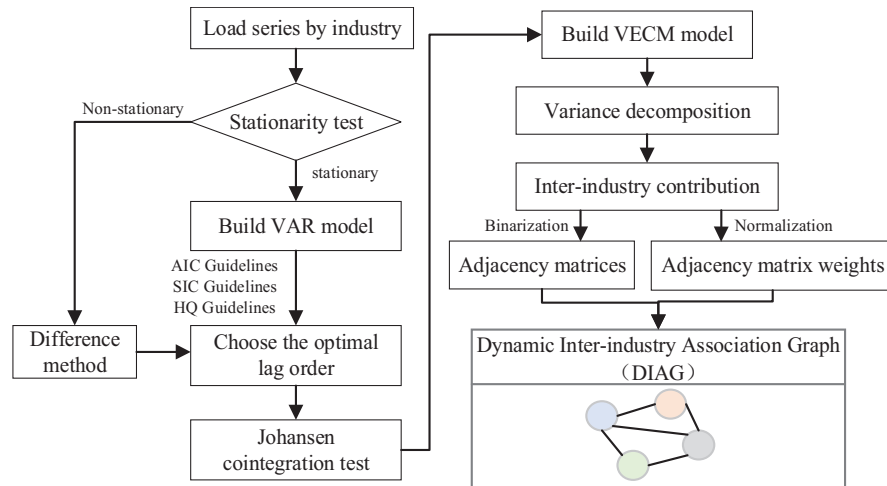 Load series by industry
Non-stationary
Stationarity test
stationary
Build VAR model
AIC Guidelines
SIC Guidelines
HQ Guidelines
Difference
method
Choose the optimal
lag order
Johansen
cointegration test
Build VECM model
Variance decomposition
Inter-industry contribution
Binarization
Normalization
Adjacency matrices
Adjacency matrix weights
Dynamic Inter-industry Association Graph
（DIAG）